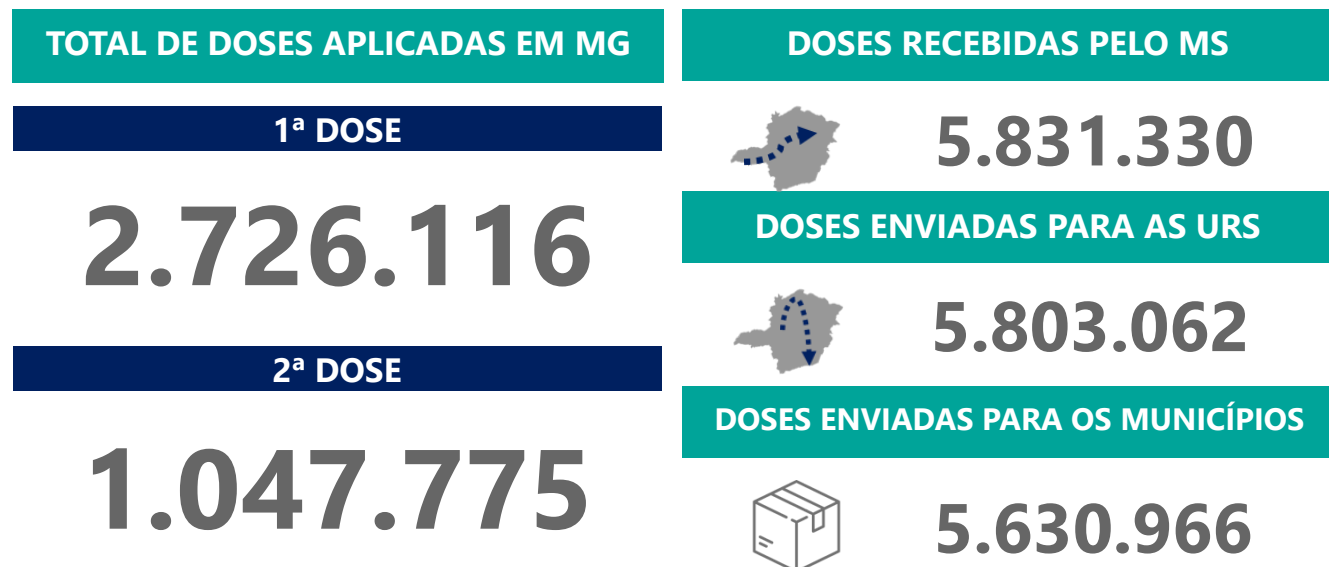 TOTAL DE DOSES APLICADAS EM MG
1ª DOSE
2.726.116
2ª DOSE
1.047.775
DOSES RECEBIDAS PELO MS
5.831.330
DOSES ENVIADAS PARA AS URS
5.803.062
DOSES ENVIADAS PARA OS MUNICÍPIOS
5.630.966